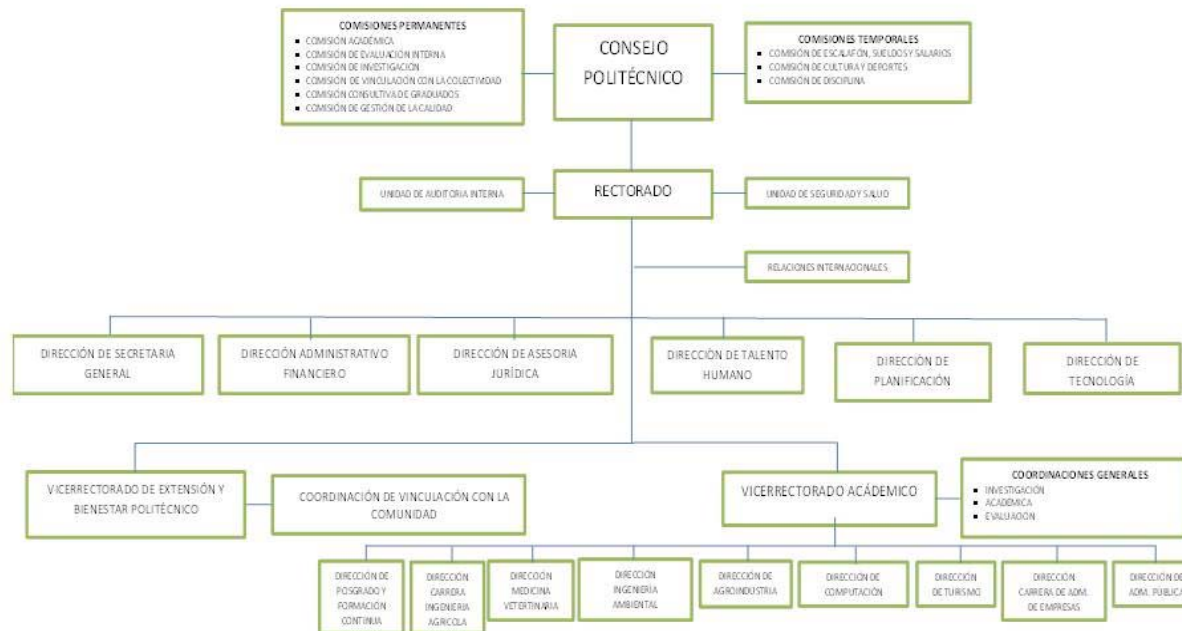 COMISIONES PERMANENTES
▪ COMISIÓN ACADÉMICA
▪ COMISIÓN DE EVALUACIÓN INTERNA
▪ COMISIÓN DE INVESTIGACIÓN
▪ COMISIÓN DE VINCULACIÓN CON LA COLECTIVIDAD
▪ COMISIÓN CONSULTIVA DE GRADUADOS
▪ COMISIÓN DE GESTIÓN DE LA CALIDAD
CONSEJO
POLITÉCNICO
COMISIONES TEMPORALES
▪ COMISIÓN DE ESCALAFÓN, SUELDOS Y SALARIOS
▪ COMISIÓN DE CULTURA Y DEPORTES
▪ COMISIÓN DE DISCIPLINA
UNIDAD DE AUDITORIA INTERNA
RECTORADO
UNIDAD DE SEGURIDAD Y SALUD
RELACIONES INTERNACIONALES
DIRECCIÓN DE SECRETARIA
GENERAL
DIRECCIÓN ADMINISTRATIVO
FINANCIERO
DIRECCIÓN DE ASESORIA
JURÍDICA
DIRECCIÓN DE TALENTO
HUMANO
DIRECCIÓN DE
PLANIFICACIÓN
DIRECCIÓN DE
TECNOLOGÍA
VICERRECTORADO DE EXTENSIÓN Y
BIENESTAR POLITÉCNICO
COORDINACIÓN DE VINCULACIÓN CON LA
COMUNIDAD
VICERRECTORADO ACÁDEMICO
COORDINACIONES GENERALES
▪ INVESTIGACIÓN
▪ ACADÉMICA
▪ EVALUACIÓN
DIRECCIÓN DE
POSGRADO Y
FORMACIÓN
CONTINUA
DIRECCIÓN
CARRERA
INGENIERIA
AGRICOLA
DIRECCIÓN
MEDICINA
VETERTINARIA
DIRECCIÓN
INGENIERÍA
AMBIENTAL
DIRECCIÓN DE
AGROINDUSTRIA
DIRECCIÓN DE
COMPUTACIÓN
DIRECCIÓN
DE TURISMO
DIRECCIÓN
CARRERA DE ADM.
DE EMPRESAS
DIRECCIÓN DE
ADM. PÚBLICA